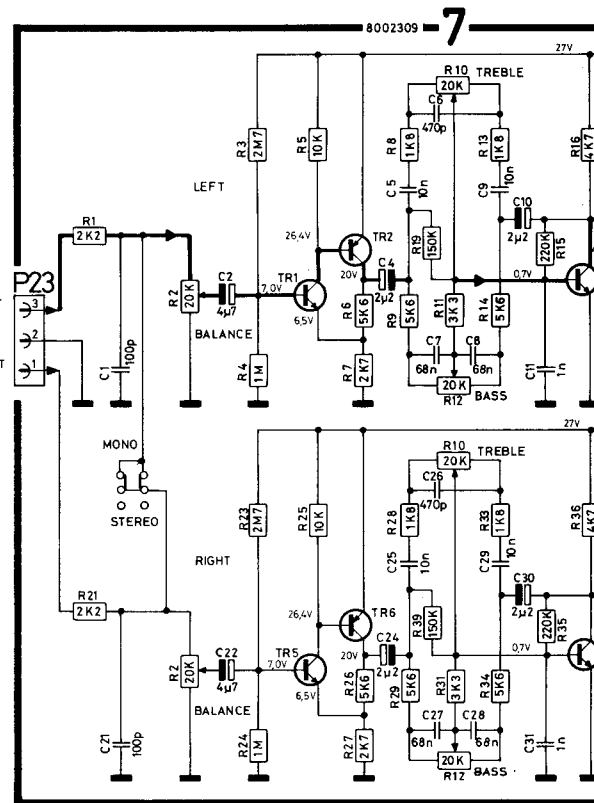 8002309 7
27V
R10 TREBLE
20K
C6
470p
R3 2M7
R5 10K
R8 1K8
R13 1K8
R16 4K7
C5 10n
C9 10n
LEFT
R1
2K2
26,4V
TR2
R19 150K
C10
2µ2
220K R15
P23
3
2
1
R2 20K
C2
4µ7
7,0V
TR1
6,5V
20V
C4
2µ2
0,7V
R6 5K6
R9 5K6
R11 3K3
R14 5K6
BALANCE
C1 100p
R4 1M
R7 2K7
C7
68n
C8
68n
C11 1n
20K
R12 BASS
MONO
STEREO
27V
R10 TREBLE
20K
C26
470p
R23 2M7
R25 10K
R28 1K8
R33 1K8
R36 4K7
C25 10n
C29 10n
RIGHT
R21
2K2
26,4V
TR6
R39 150K
C30
2µ2
220K R35
R2 20K
C22
4µ7
7,0V
TR5
6,5V
20V
C24
2µ2
0,7V
R26 5K6
R29 5K6
R31 3K3
R34 5K6
BALANCE
C21 100p
R24 1M
R27 2K7
C27
68n
C28
68n
C31 1n
20K
R12 BASS